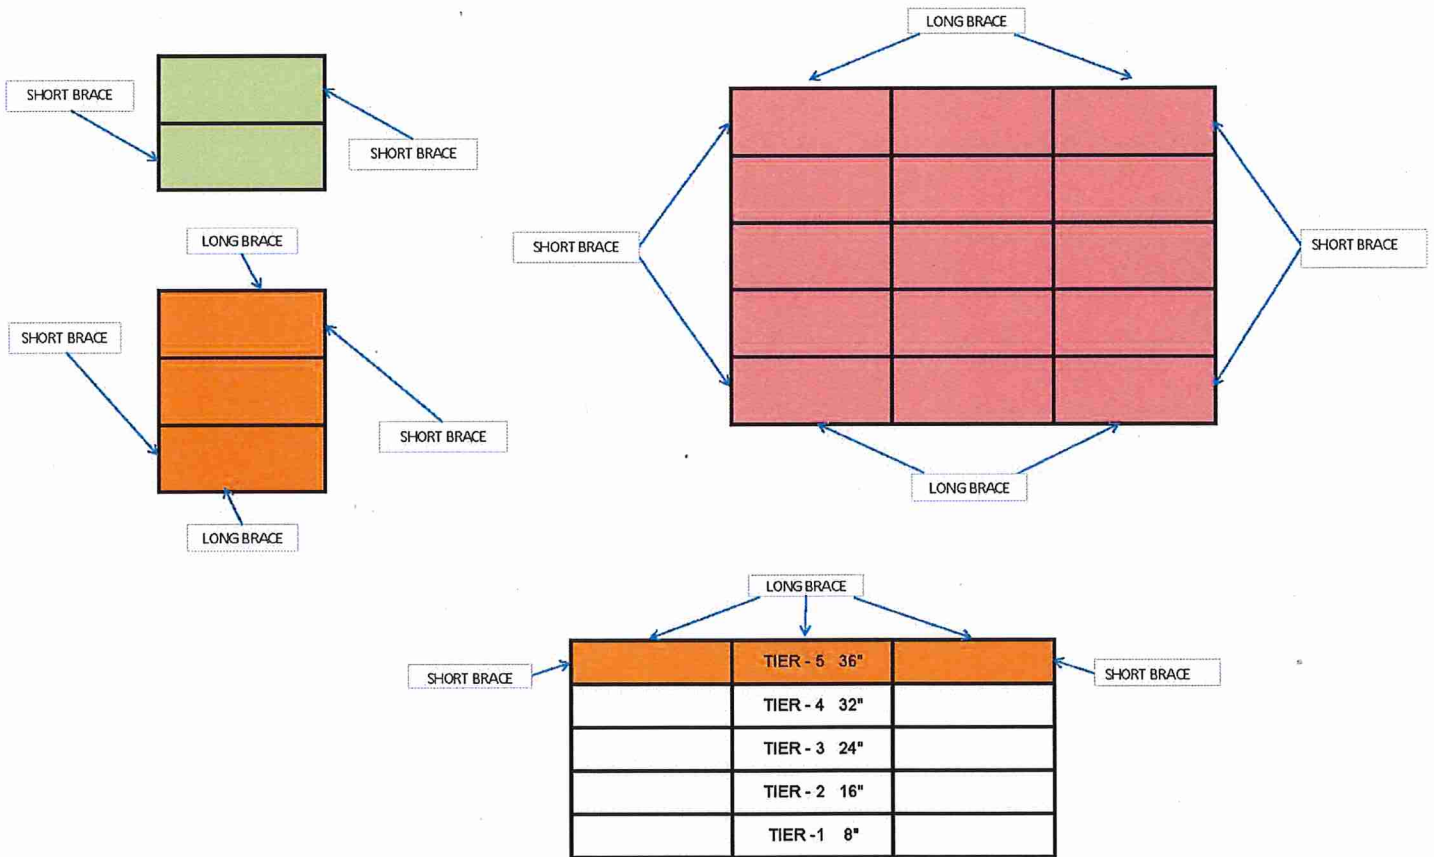 LONG BRACE
SHORT BRACE
SHORT BRACE
LONG BRACE
SHORT BRACE
SHORT BRACE
SHORT BRACE
SHORT BRACE
LONG BRACE
LONG BRACE
LONG BRACE
SHORT BRACE
TIER - 5 36"
SHORT BRACE
TIER - 4 32"
TIER - 3 24"
TIER - 2 16"
TIER -1 8"